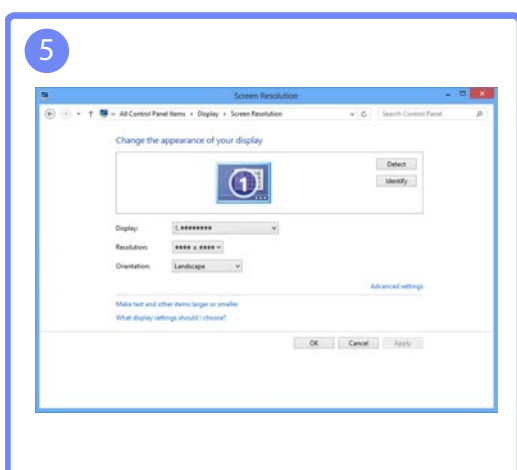 5
Screen Resolution
All Control Panel Items Display Screen Resolution Search Control Panel
Change the appearance of your display
1
Detect
Identify
Display: 1.********
Resolution: **** x ****
Orientation: Landscape
Advanced settings
Make text and other items larger or smaller
What display settings should I choose?
OK Cancel Apply